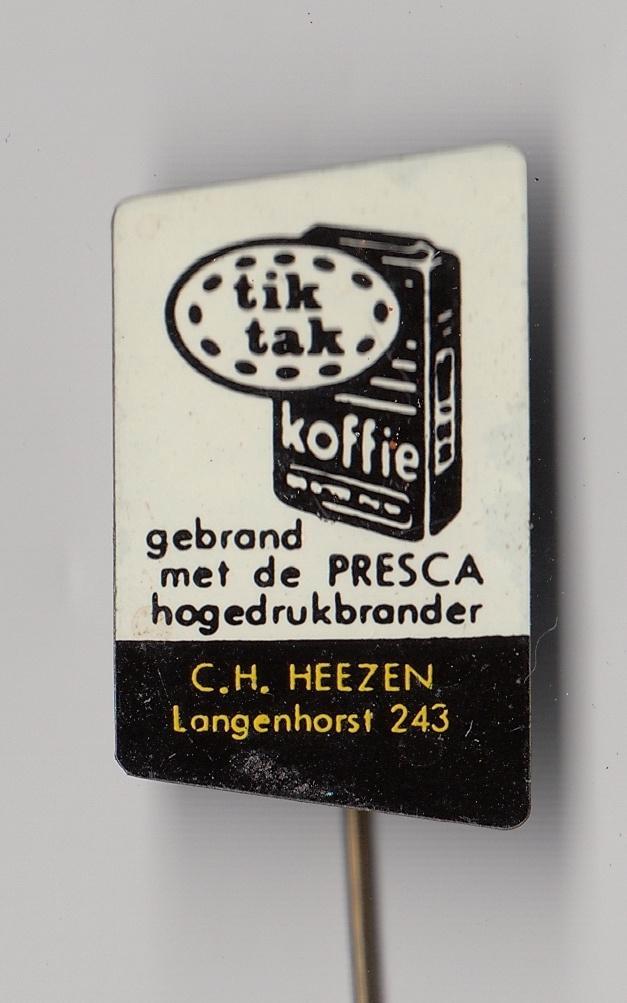 tik
tak
koffie
gebrand
met de PRESCA
hogedrukbrander
C.H. HEEZEN
Langenhorst 243